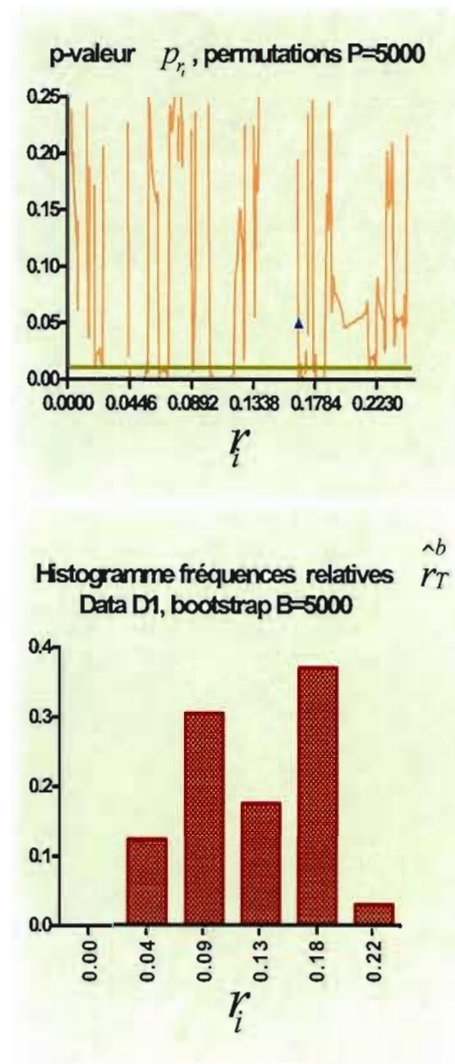 p-valeur p_{r_i} , permutations P=5000
0.25
0.20
0.15
0.10
0.05
0.00
0.0000 0.0446 0.0892 0.1338 0.1784 0.2230
r_i
Histogramme fréquences relatives \hat{r}_T^b
Data D1, bootstrap B=5000
0.4
0.3
0.2
0.1
0.0
0.00 0.04 0.09 0.13 0.18 0.22
r_i